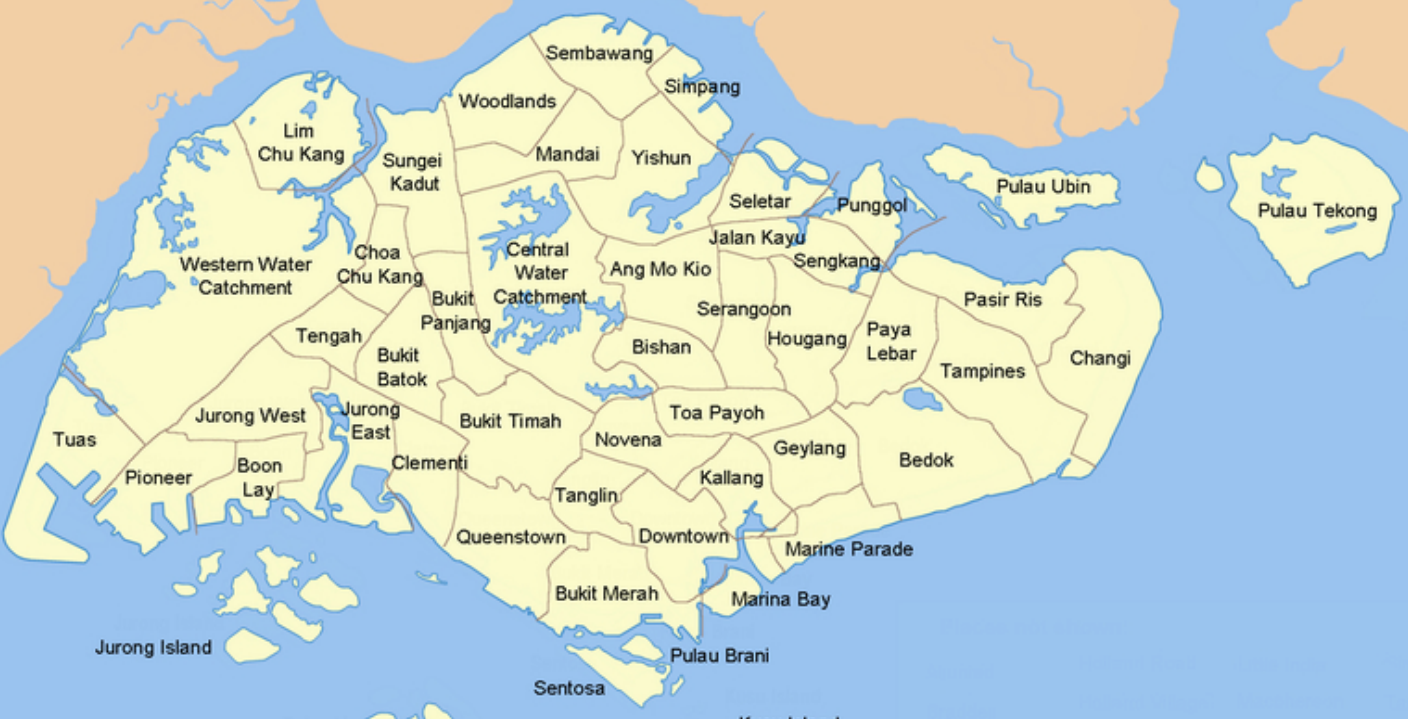 Sembawang
Simpang
Woodlands
Lim
Chu Kang
Mandai
Yishun
Sungei
Kadut
Pulau Ubin
Seletar
Punggol
Pulau Tekong
Jalan Kayu
Choa
Chu Kang
Central
Water
Catchment
Sengkang
Western Water
Catchment
Ang Mo Kio
Bukit
Panjang
Pasir Ris
Serangoon
Tengah
Hougang
Paya
Lebar
Bishan
Changi
Bukit
Batok
Tampines
Jurong West
Jurong
East
Bukit Timah
Toa Payoh
Tuas
Novena
Geylang
Clementi
Bedok
Pioneer
Boon
Lay
Kallang
Tanglin
Queenstown
Downtown
Marine Parade
Bukit Merah
Marina Bay
Jurong Island
Pulau Brani
Sentosa